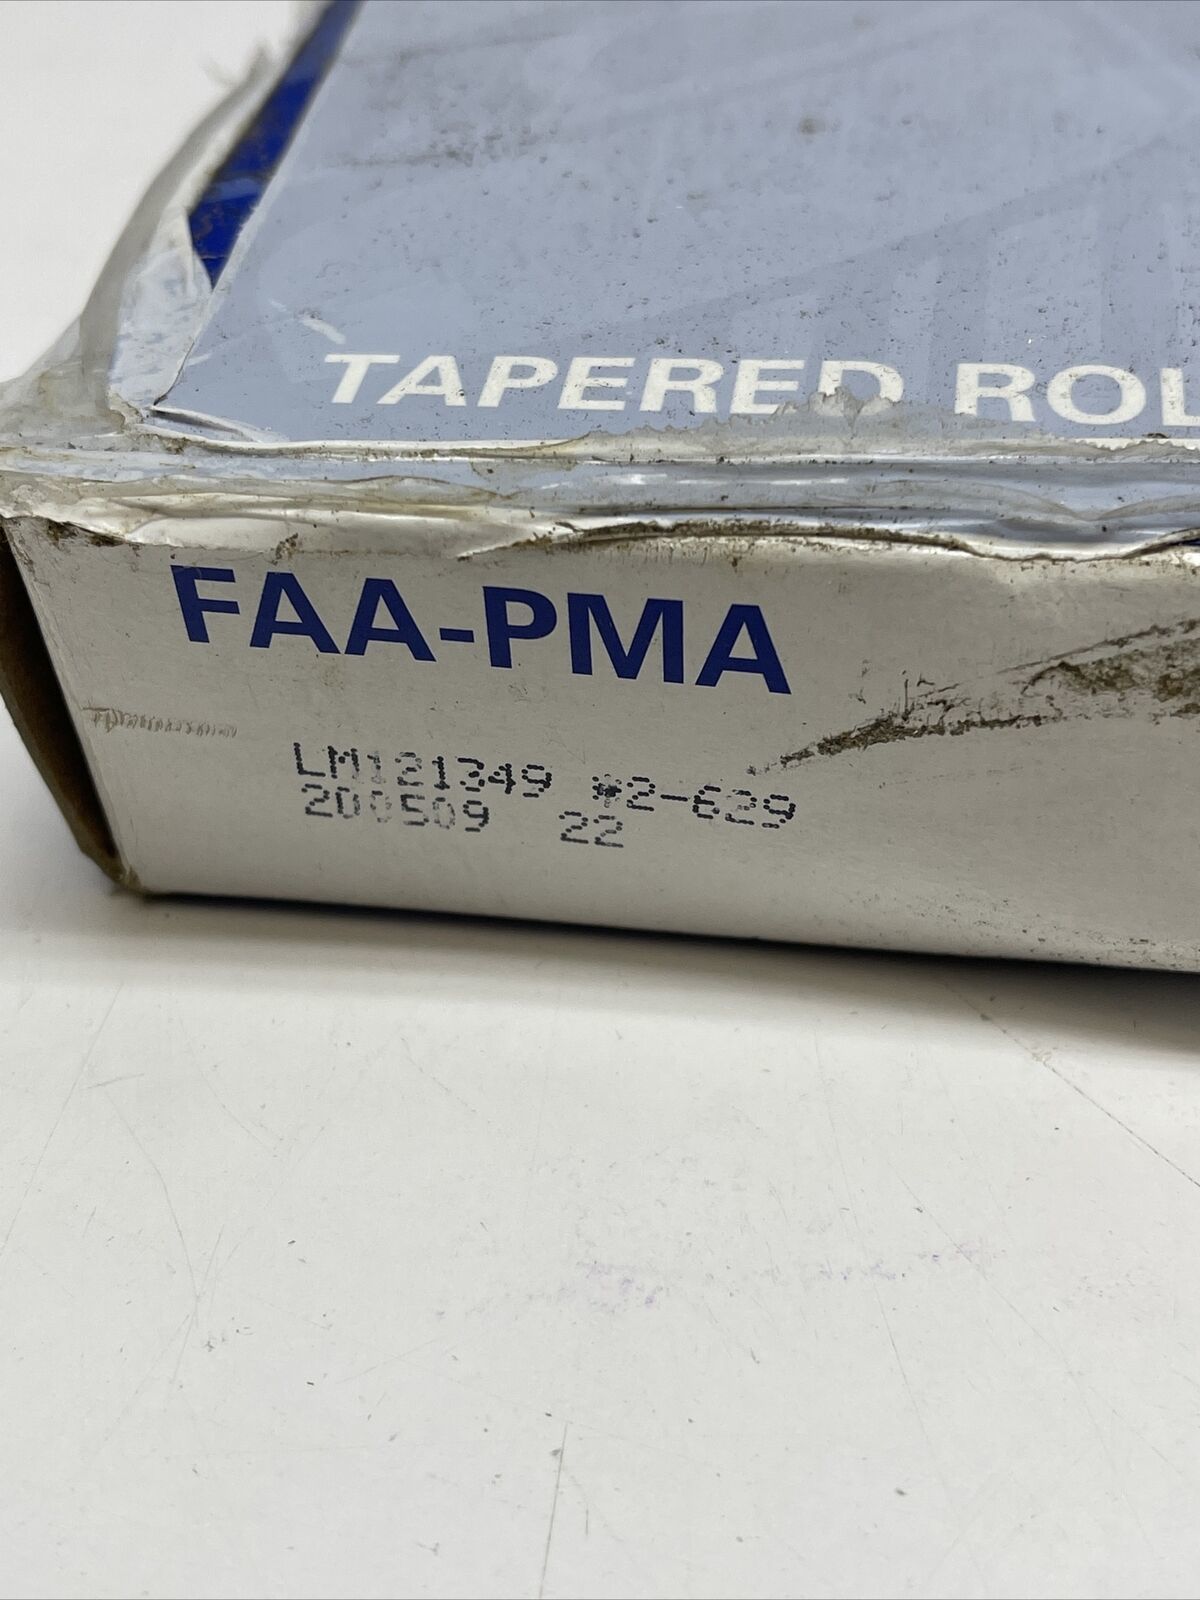 TAPERED ROL
FAA-PMA
LM121349 #2-629
200509 22